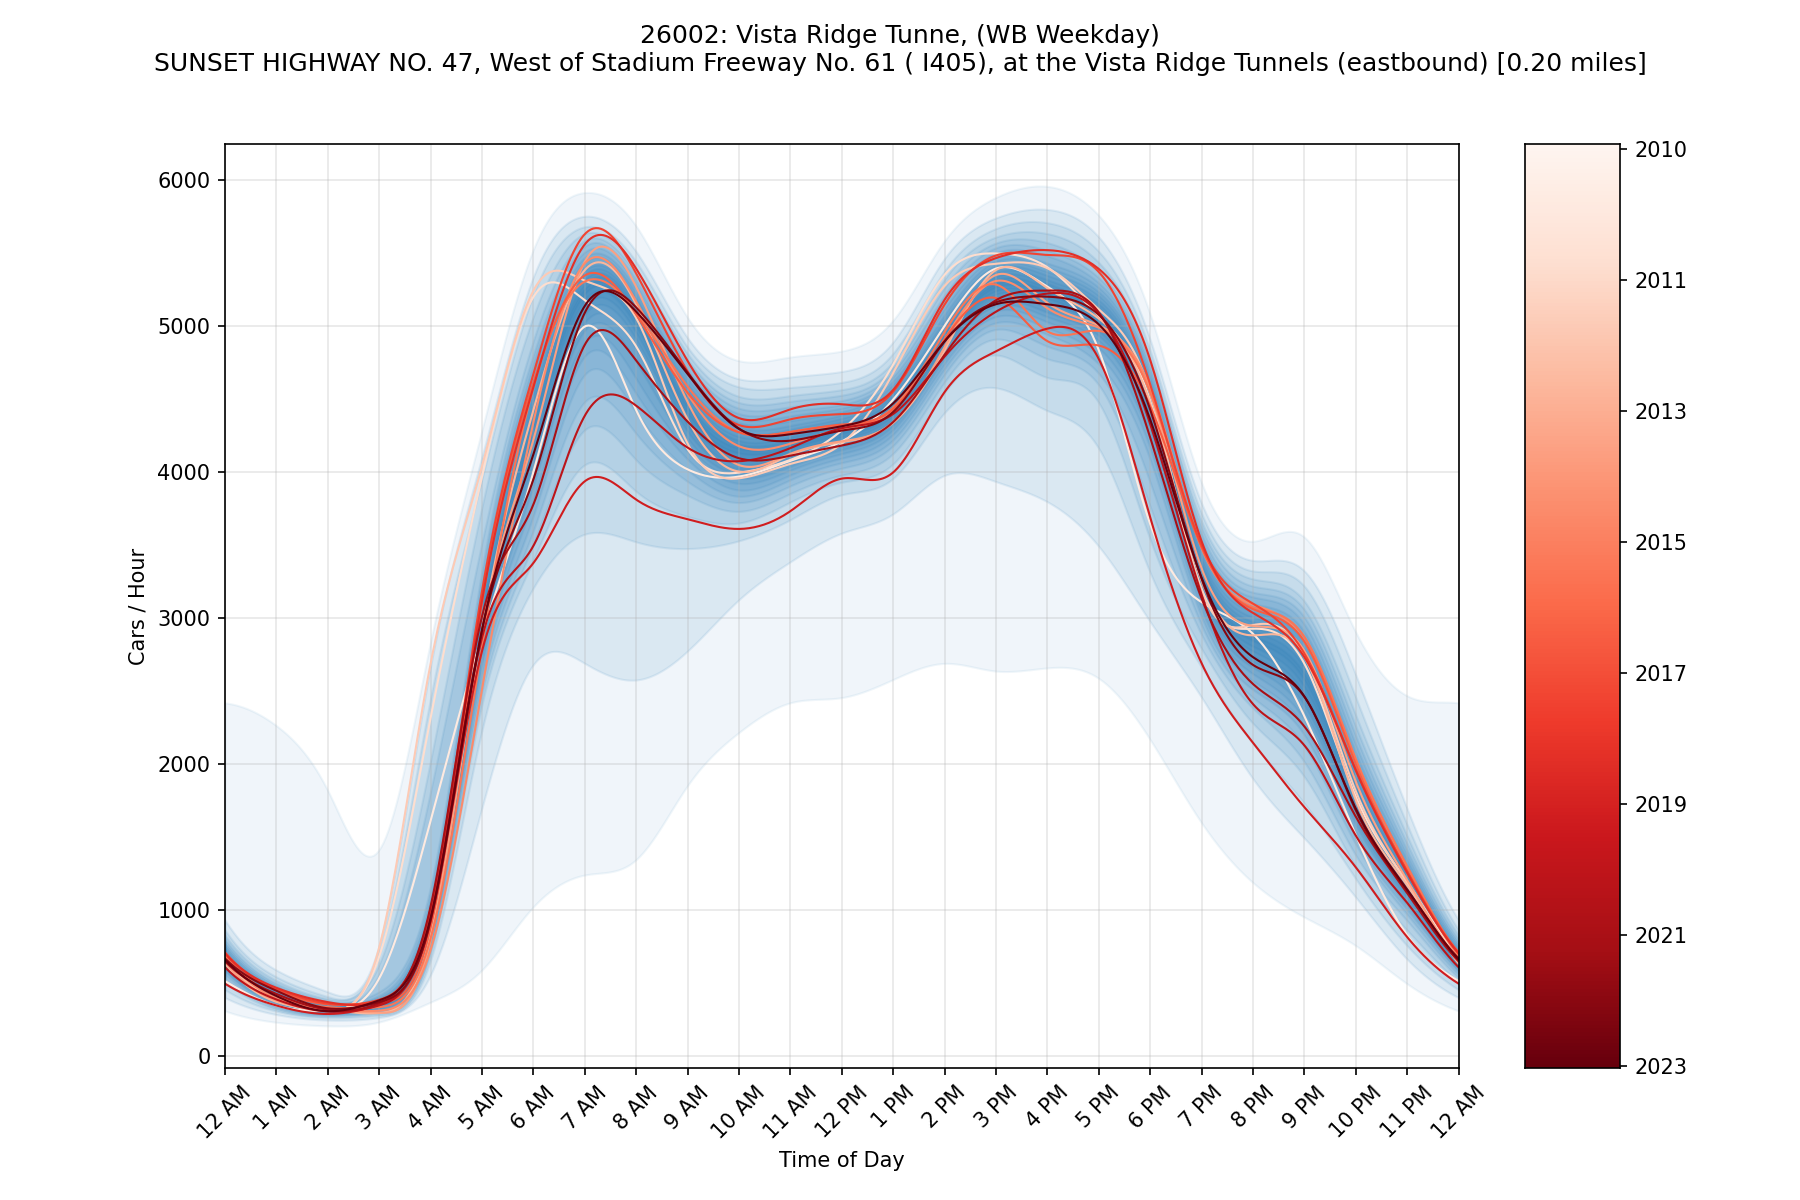 26002: Vista Ridge Tunne, (WB Weekday)
SUNSET HIGHWAY NO. 47, West of Stadium Freeway No. 61 ( I405), at the Vista Ridge Tunnels (eastbound) [0.20 miles]
Cars / Hour
6000
5000
4000
3000
2000
1000
0
12 AM
1 AM
2 AM
3 AM
4 AM
5 AM
6 AM
7 AM
8 AM
9 AM
10 AM
11 AM
12 PM
1 PM
2 PM
3 PM
4 PM
5 PM
6 PM
7 PM
8 PM
9 PM
10 PM
11 PM
12 AM
Time of Day
2010
2011
2013
2015
2017
2019
2021
2023